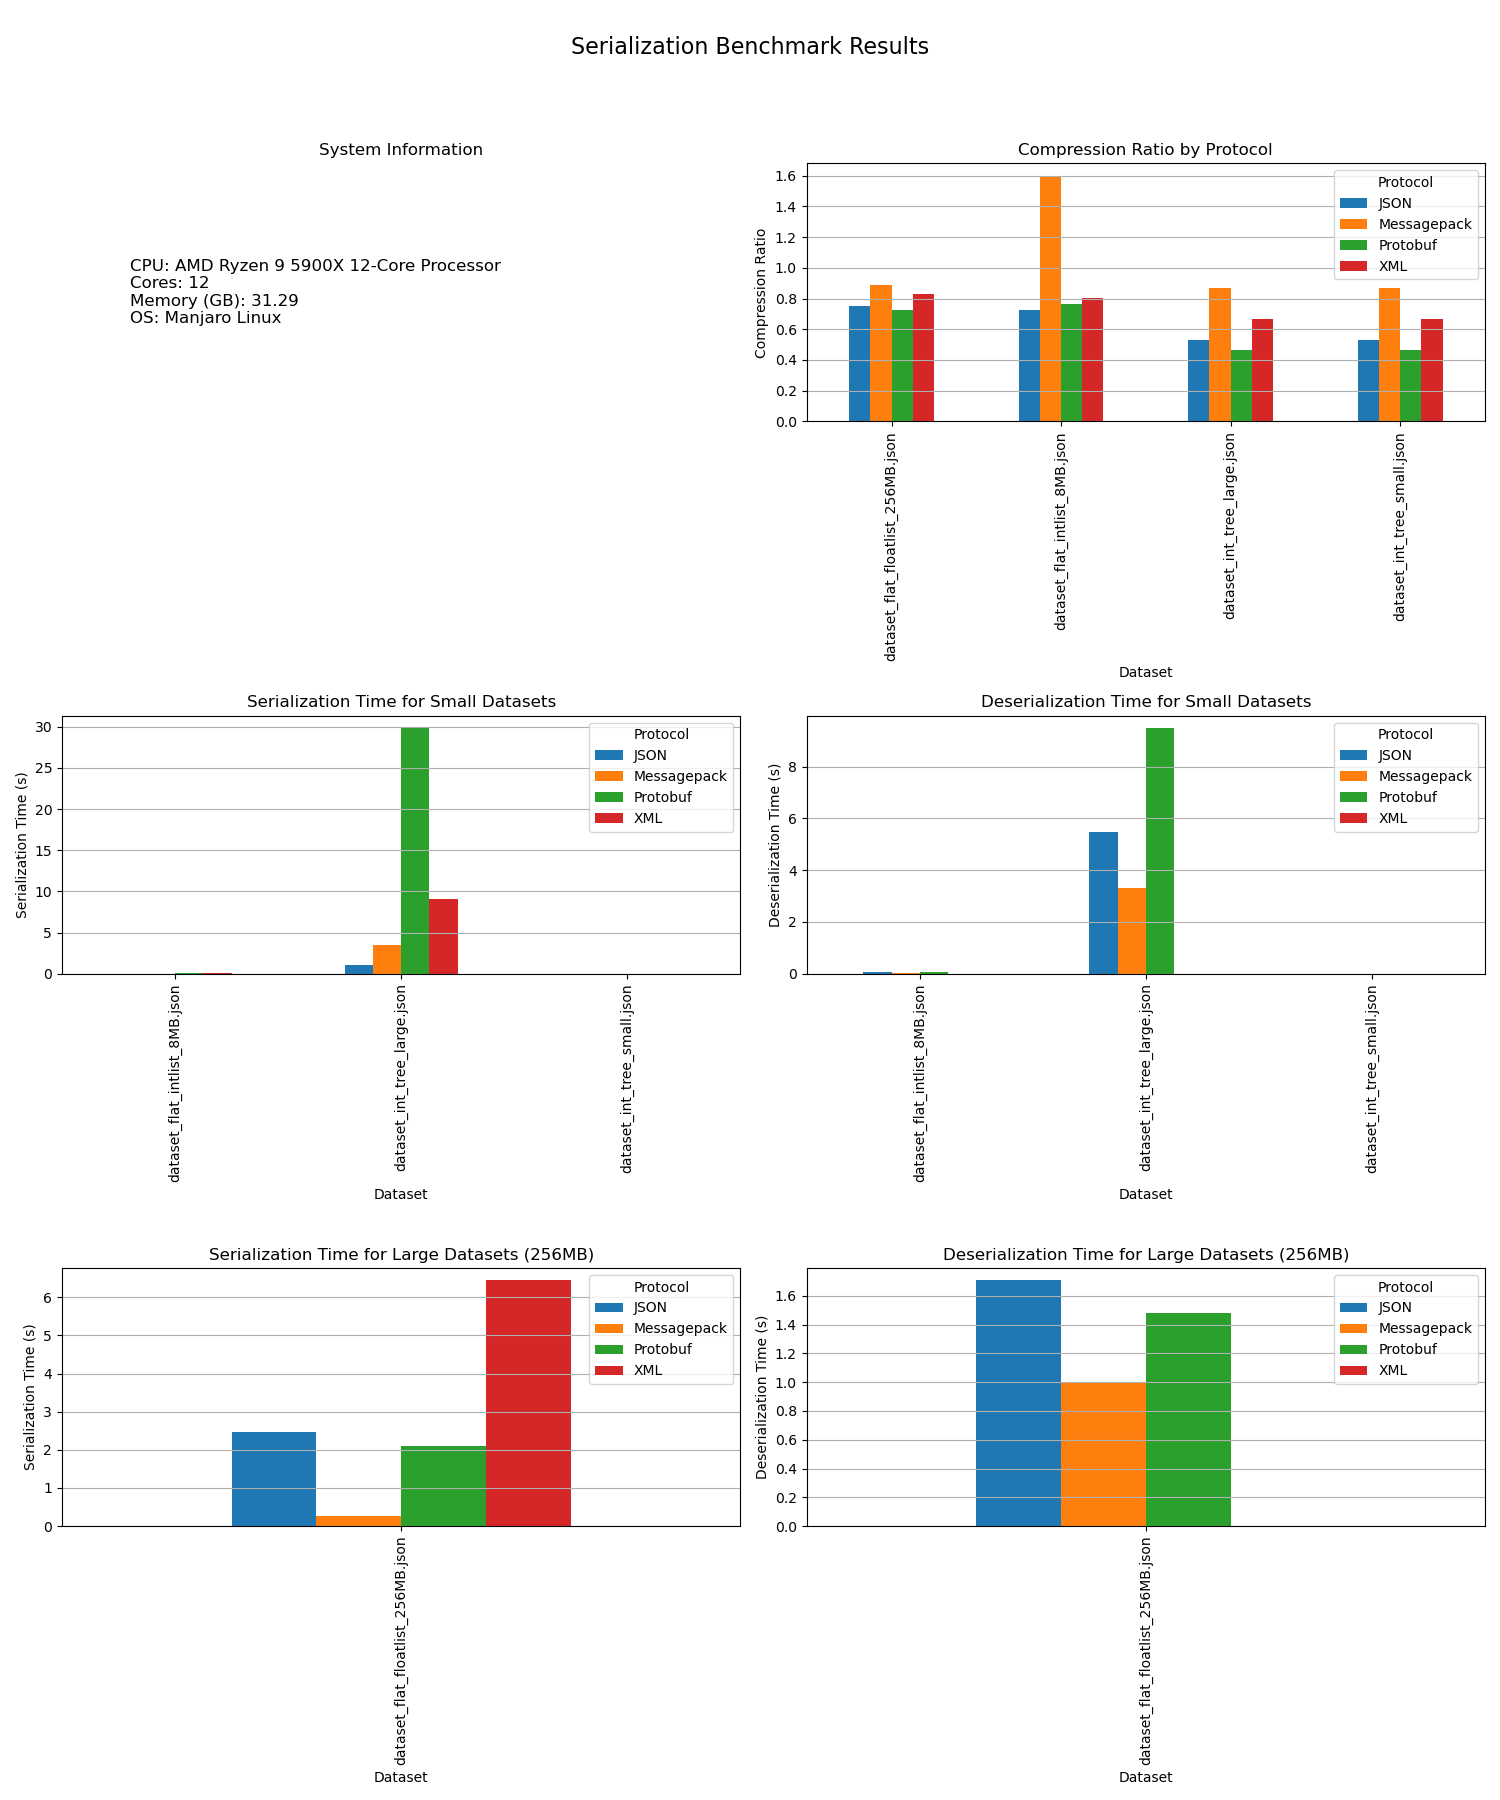 Serialization Benchmark Results
System Information
CPU: AMD Ryzen 9 5900X 12-Core Processor
Cores: 12
Memory (GB): 31.29
OS: Manjaro Linux
Compression Ratio by Protocol
Compression Ratio
1.6
1.4
1.2
1.0
0.8
0.6
0.4
0.2
0.0
Protocol
JSON
Messagepack
Protobuf
XML
dataset_flat_floatlist_256MB.json
dataset_flat_intlist_8MB.json
dataset_int_tree_large.json
dataset_int_tree_small.json
Dataset
Serialization Time for Small Datasets
Serialization Time (s)
30
25
20
15
10
5
0
Protocol
JSON
Messagepack
Protobuf
XML
dataset_flat_intlist_8MB.json
dataset_int_tree_large.json
dataset_int_tree_small.json
Dataset
Deserialization Time for Small Datasets
Deserialization Time (s)
8
6
4
2
0
Protocol
JSON
Messagepack
Protobuf
XML
dataset_flat_intlist_8MB.json
dataset_int_tree_large.json
dataset_int_tree_small.json
Dataset
Serialization Time for Large Datasets (256MB)
Serialization Time (s)
6
5
4
3
2
1
0
Protocol
JSON
Messagepack
Protobuf
XML
dataset_flat_floatlist_256MB.json
Dataset
Deserialization Time for Large Datasets (256MB)
Deserialization Time (s)
1.6
1.4
1.2
1.0
0.8
0.6
0.4
0.2
0.0
Protocol
JSON
Messagepack
Protobuf
XML
dataset_flat_floatlist_256MB.json
Dataset